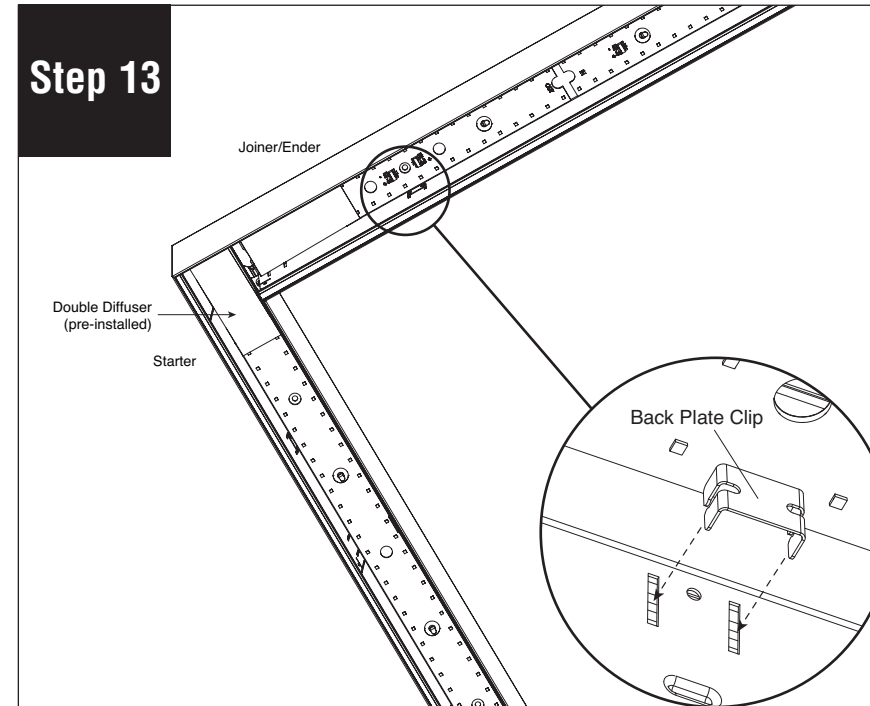 Step 13
Joiner/Ender
Double Diffuser
(pre-installed)
Starter
Back Plate Clip